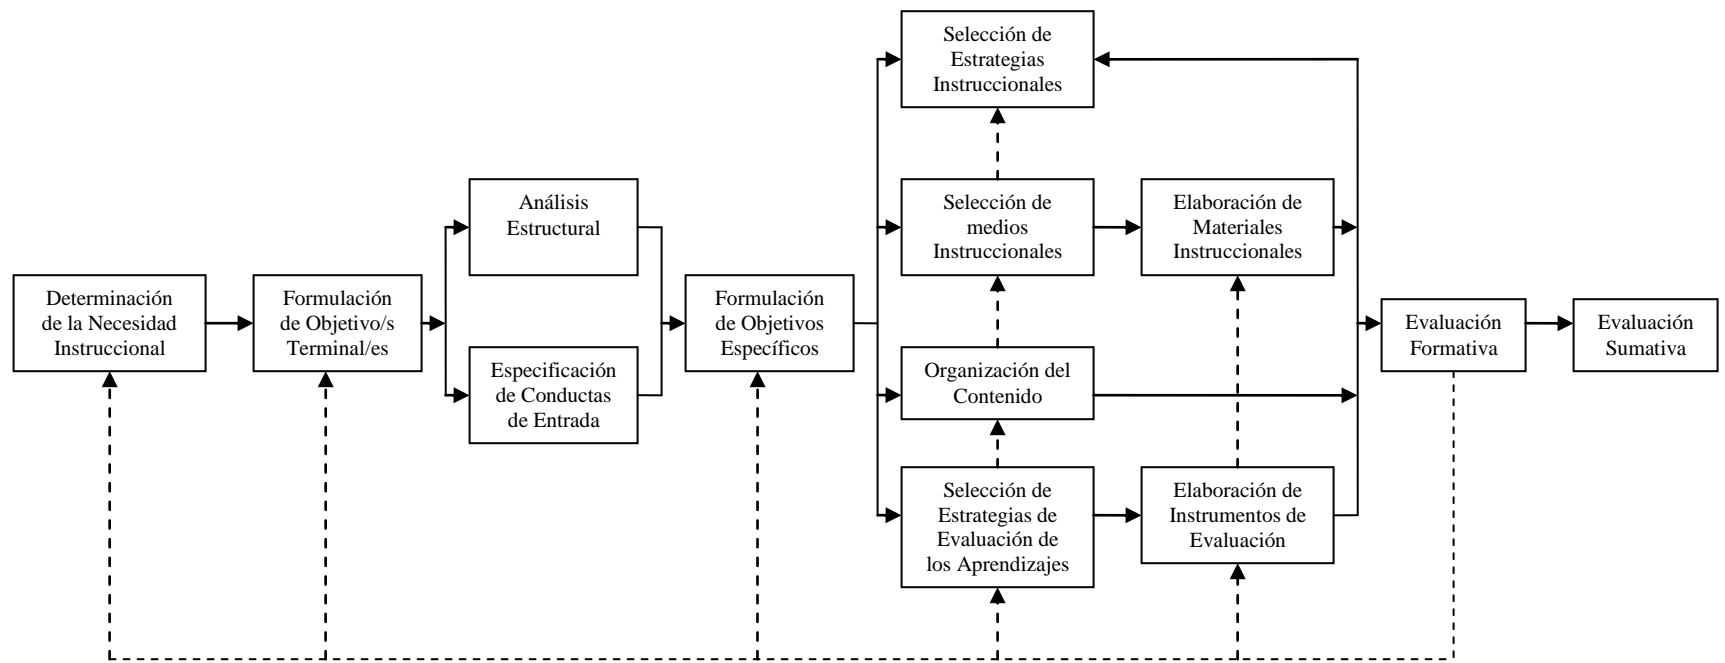 Determinación
de la Necesidad
Instruccional
Formulación
de Objetivo/s
Terminal/es
Análisis
Estructural
Especificación
de Conductas
de Entrada
Formulación
de Objetivos
Específicos
Selección de
Estrategias
Instruccionales
Selección de
medios
Instruccionales
Elaboración de
Materiales
Instruccionales
Organización del
Contenido
Selección de
Estrategias de
Evaluación de
los Aprendizajes
Elaboración de
Instrumentos de
Evaluación
Evaluación
Formativa
Evaluación
Sumativa